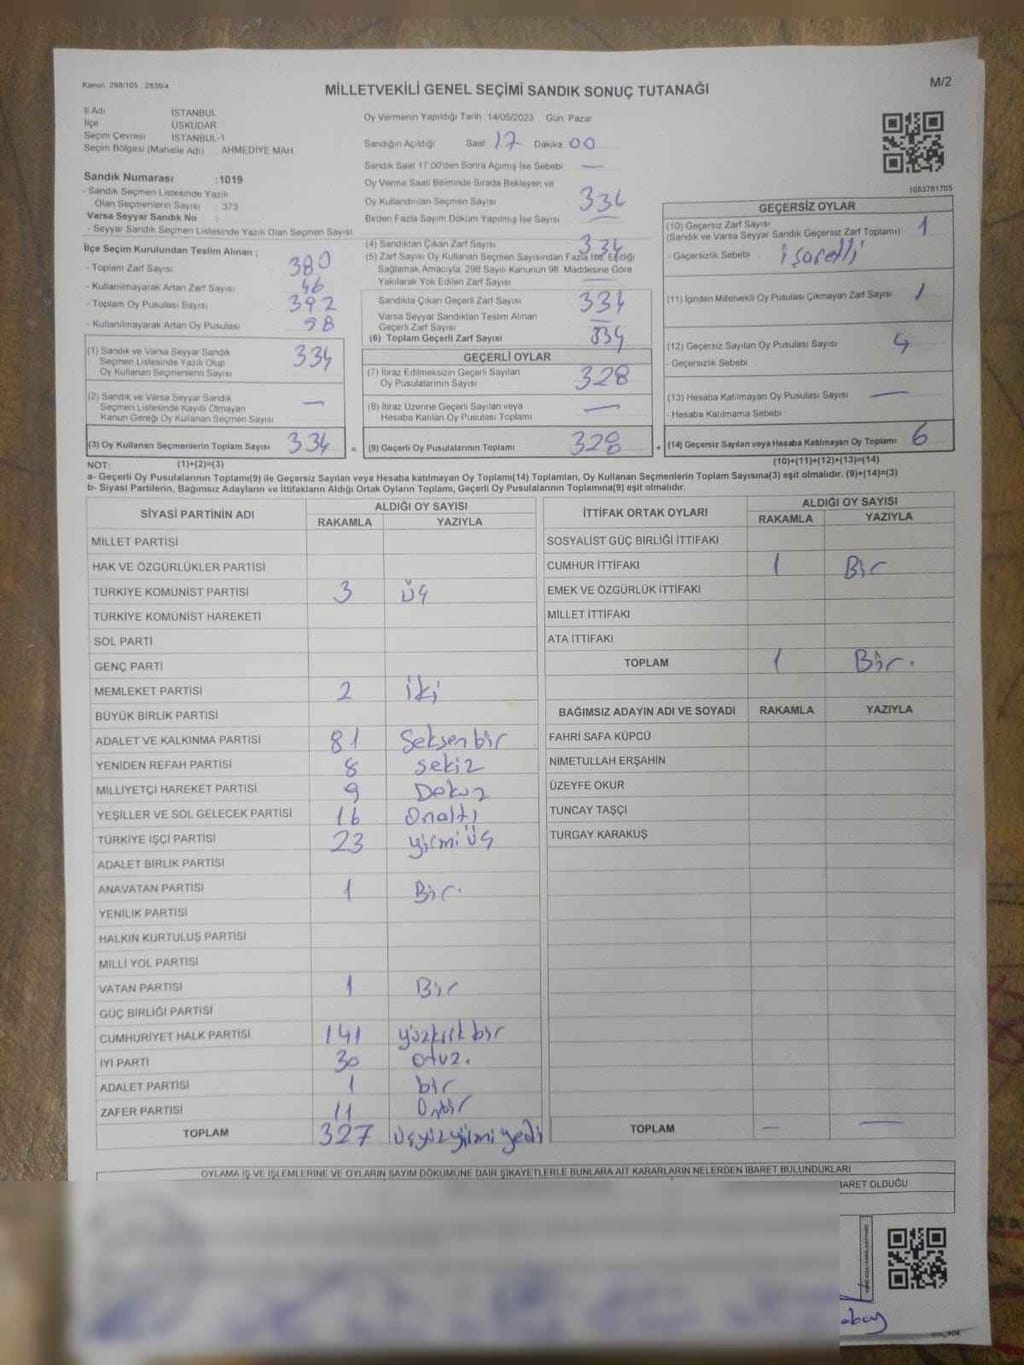 Kanun: 298/105 , 2839/4
MİLLETVEKİLİ GENEL SEÇİMİ SANDIK SONUÇ TUTANAĞI
M/2
İl Adı İSTANBUL
İlçe ÜSKÜDAR
Seçim Çevresi İSTANBUL-1
Seçim Bölgesi (Mahalle Adı) : AHMEDİYE MAH.
Sandık Numarası :1019
- Sandık Seçmen Listesinde Yazılı
Olan Seçmenlerin Sayısı : 373
Varsa Seyyar Sandık No :
- Seyyar Sandık Seçmen Listesinde Yazılı Olan Seçmen Sayısı:
Oy Vermenin Yapıldığı Tarih :14/05/2023 Gün: Pazar
Sandığın Açıldığı Saat 17 Dakika 00
Sandık Saat 17:00'den Sonra Açılmış İse Sebebi —
Oy Verme Saati Bitiminde Sırada Bekleyen ve
Oy Kullandırılan Seçmen Sayısı 334
Birden Fazla Sayım Döküm Yapılmış İse Sayısı
1083781705
İlçe Seçim Kurulundan Teslim Alınan ;
- Toplam Zarf Sayısı 380
- Kullanılmayarak Artan Zarf Sayısı 46
- Toplam Oy Pusulası Sayısı 392
- Kullanılmayarak Artan Oy Pusulası 58
(1) Sandık ve Varsa Seyyar Sandık
Seçmen Listesinde Yazılı Olup
Oy Kullanan Seçmenlerin Sayısı 334
(2) Sandık ve Varsa Seyyar Sandık
Seçmen Listesinde Kayıtlı Olmayan
Kanun Gereği Oy Kullanan Seçmen Sayısı —
(3) Oy Kullanan Seçmenlerin Toplam Sayısı 334
(4) Sandıktan Çıkan Zarf Sayısı 334
(5) Zarf Sayısı Oy Kullanan Seçmen Sayısından Fazla İse, Eşitliği
Sağlamak Amacıyla, 298 Sayılı Kanunun 98. Maddesine Göre
Yakılarak Yok Edilen Zarf Sayısı —
Sandıkta Çıkan Geçerli Zarf Sayısı 334
Varsa Seyyar Sandıktan Teslim Alınan
Geçerli Zarf Sayısı —
(6) Toplam Geçerli Zarf Sayısı 334
GEÇERLİ OYLAR
(7) İtiraz Edilmeksizin Geçerli Sayılan
Oy Pusulalarının Sayısı 328
(8) İtiraz Üzerine Geçerli Sayılan veya
Hesaba Katılan Oy Pusulası Toplamı —
= (9) Geçerli Oy Pusulalarının Toplamı 328
GEÇERSİZ OYLAR
(10) Geçersiz Zarf Sayısı
(Sandık ve Varsa Seyyar Sandık Geçersiz Zarf Toplamı) 1
- Geçersizlik Sebebi işaretli
(11) İçinden Milletvekili Oy Pusulası Çıkmayan Zarf Sayısı 1
(12) Geçersiz Sayılan Oy Pusulası Sayısı 4
- Geçersizlik Sebebi
(13) Hesaba Katılmayan Oy Pusulası Sayısı —
- Hesaba Katılmama Sebebi
+ (14) Geçersiz Sayılan veya Hesaba Katılmayan Oy Toplamı 6
NOT: (1)+(2)=(3) (10)+(11)+(12)+(13)=(14)
a- Geçerli Oy Pusulalarının Toplamı(9) ile Geçersiz Sayılan veya Hesaba Katılmayan Oy Toplamı(14) Toplamları, Oy Kullanan Seçmenlerin Toplam Sayısına(3) eşit olmalıdır. (9)+(14)=(3)
b- Siyasi Partilerin, Bağımsız Adayların ve İttifakların Aldığı Ortak Oyların Toplamı, Geçerli Oy Pusulalarının Toplamına(9) eşit olmalıdır.
SİYASİ PARTİNİN ADI ALDIĞI OY SAYISI
RAKAMLA YAZIYLA
MİLLET PARTİSİ
HAK VE ÖZGÜRLÜKLER PARTİSİ
TÜRKİYE KOMÜNİST PARTİSİ 3 Üç
TÜRKİYE KOMÜNİST HAREKETİ
SOL PARTİ
GENÇ PARTİ
MEMLEKET PARTİSİ 2 iki
BÜYÜK BİRLİK PARTİSİ
ADALET VE KALKINMA PARTİSİ 81 Seksen bir
YENİDEN REFAH PARTİSİ 8 sekiz
MİLLİYETÇİ HAREKET PARTİSİ 9 Dokuz
YEŞİLLER VE SOL GELECEK PARTİSİ 16 Onaltı
TÜRKİYE İŞÇİ PARTİSİ 23 yirmi Üç
ADALET BİRLİK PARTİSİ
ANAVATAN PARTİSİ 1 Bir.
YENİLİK PARTİSİ
HALKIN KURTULUŞ PARTİSİ
MİLLİ YOL PARTİSİ
VATAN PARTİSİ 1 Bir
GÜÇ BİRLİĞİ PARTİSİ
CUMHURİYET HALK PARTİSİ 141 yüzkırk bir
İYİ PARTİ 30 otuz.
ADALET PARTİSİ 1 bir
ZAFER PARTİSİ 11 Onbir
TOPLAM 327 üçyüzyirmi yedi
İTTİFAK ORTAK OYLARI ALDIĞI OY SAYISI
RAKAMLA YAZIYLA
SOSYALİST GÜÇ BİRLİĞİ İTTİFAKI
CUMHUR İTTİFAKI 1 Bir
EMEK VE ÖZGÜRLÜK İTTİFAKI
MİLLET İTTİFAKI
ATA İTTİFAKI
TOPLAM 1 Bir.
BAĞIMSIZ ADAYIN ADI VE SOYADI RAKAMLA YAZIYLA
FAHRİ SAFA KÜPCÜ
NİMETULLAH ERŞAHİN
ÜZEYFE OKUR
TUNCAY TAŞÇI
TURGAY KARAKUŞ
TOPLAM — —
OYLAMA İŞ VE İŞLEMLERİNE VE OYLARIN SAYIM DÖKÜMÜNE DAİR ŞİKAYETLERLE BUNLARA AİT KARARLARIN NELERDEN İBARET BULUNDUKLARI
BARET OLDUĞU